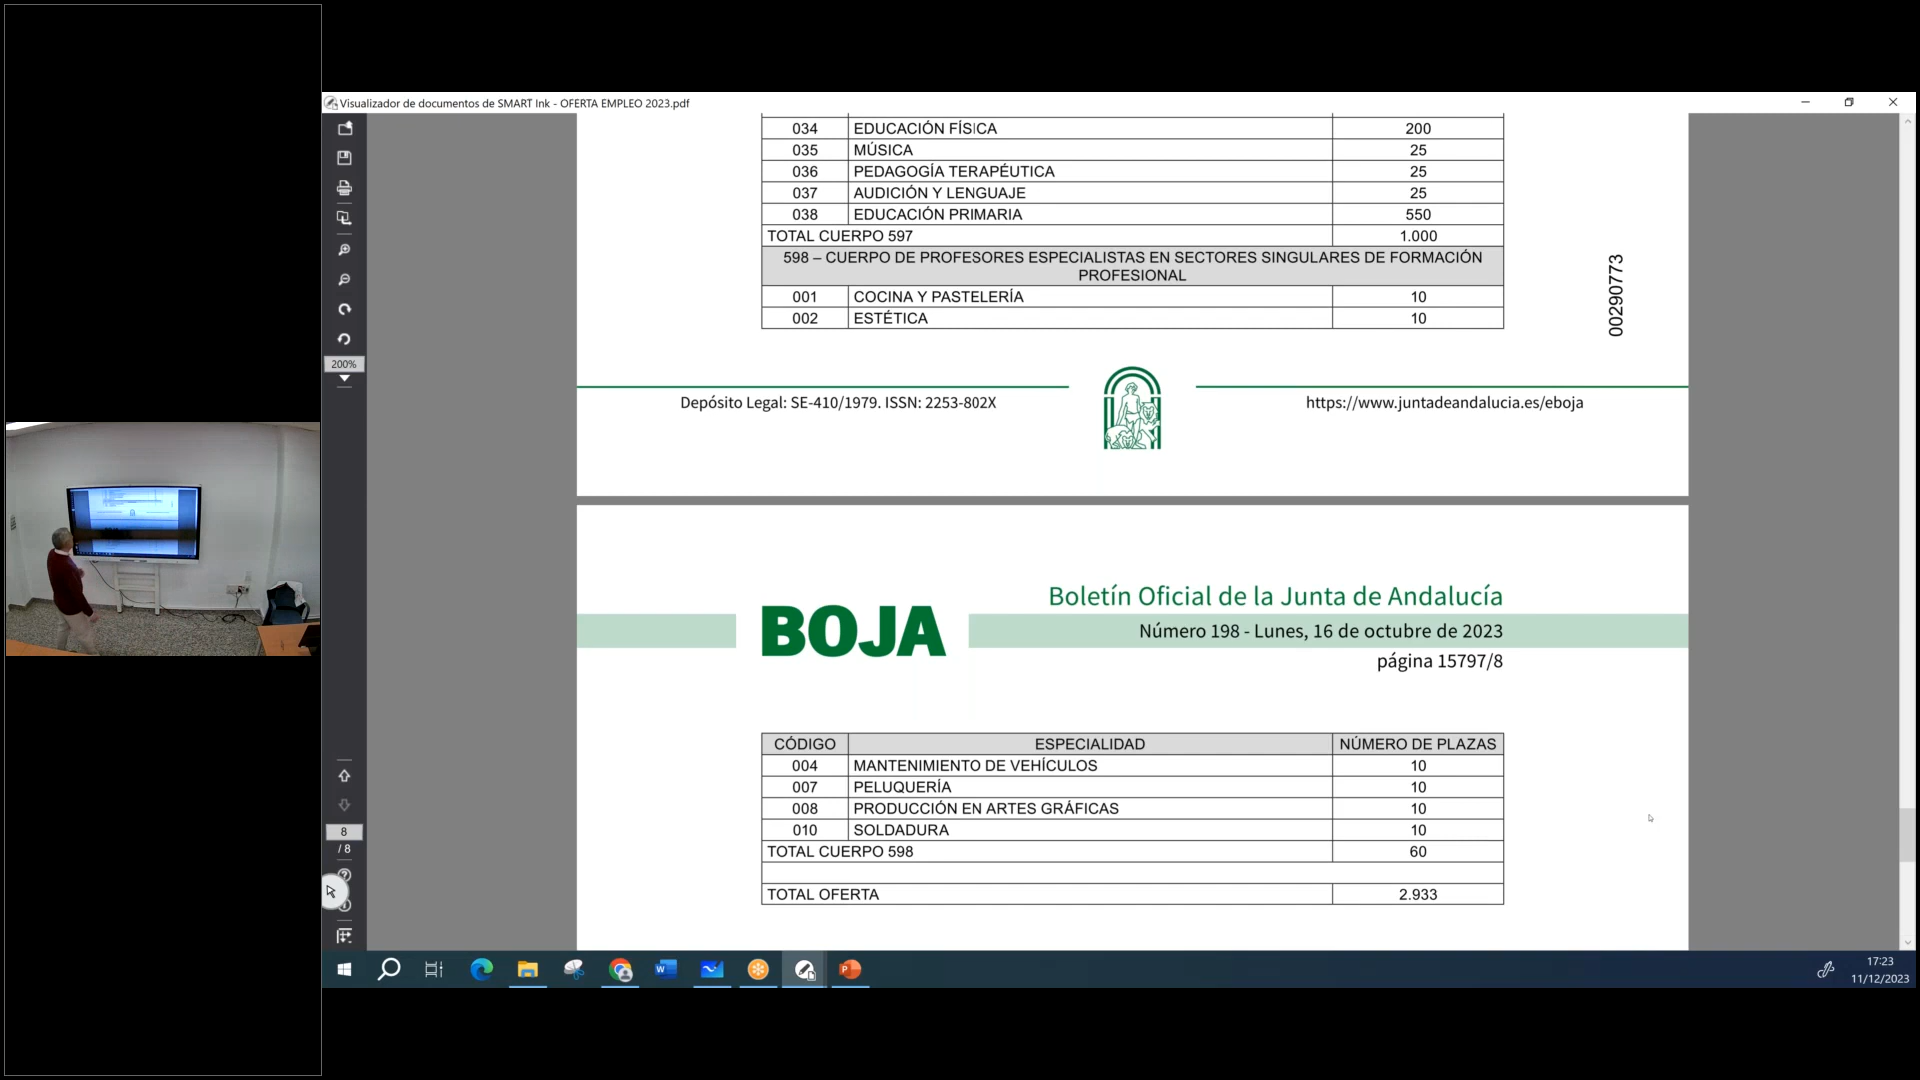 Visualizador de documentos de SMART Ink - OFERTA EMPLEO 2023.pdf
034 EDUCACIÓN FÍSICA 200
035 MÚSICA 25
036 PEDAGOGÍA TERAPÉUTICA 25
037 AUDICIÓN Y LENGUAJE 25
038 EDUCACIÓN PRIMARIA 550
TOTAL CUERPO 597 1.000
598 – CUERPO DE PROFESORES ESPECIALISTAS EN SECTORES SINGULARES DE FORMACIÓN
PROFESIONAL
001 COCINA Y PASTELERÍA 10
002 ESTÉTICA 10
00290773
200%
Depósito Legal: SE-410/1979. ISSN: 2253-802X
https://www.juntadeandalucia.es/eboja
BOJA
Boletín Oficial de la Junta de Andalucía
Número 198 - Lunes, 16 de octubre de 2023
página 15797/8
CÓDIGO ESPECIALIDAD NÚMERO DE PLAZAS
004 MANTENIMIENTO DE VEHÍCULOS 10
007 PELUQUERÍA 10
008 PRODUCCIÓN EN ARTES GRÁFICAS 10
010 SOLDADURA 10
TOTAL CUERPO 598 60
TOTAL OFERTA 2.933
8
/ 8
17:23
11/12/2023